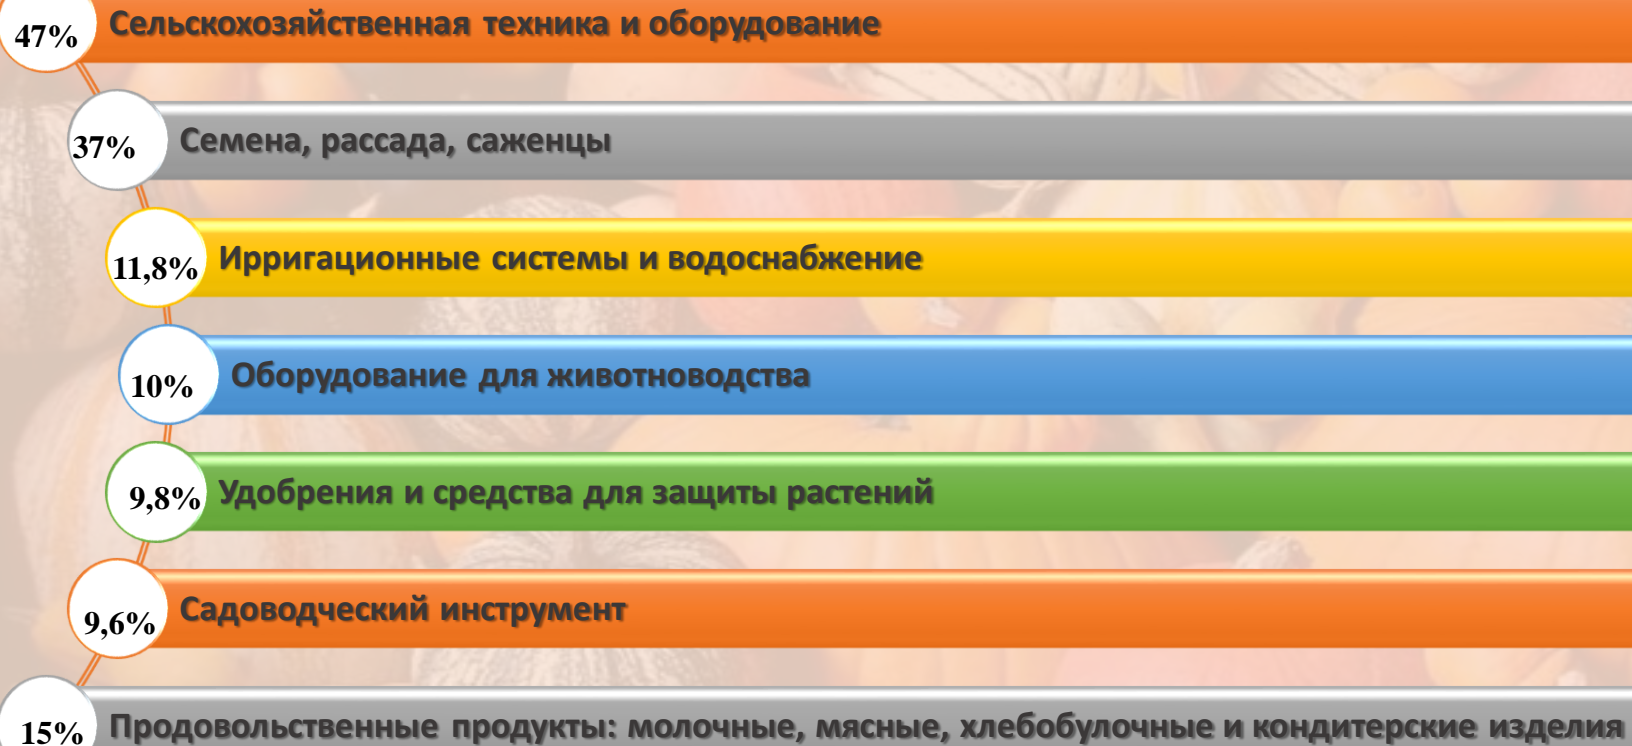 47% Сельскохозяйственная техника и оборудование
37% Семена, рассада, саженцы
11,8% Ирригационные системы и водоснабжение
10% Оборудование для животноводства
9,8% Удобрения и средства для защиты растений
9,6% Садоводческий инструмент
15% Продовольственные продукты: молочные, мясные, хлебобулочные и кондитерские изделия